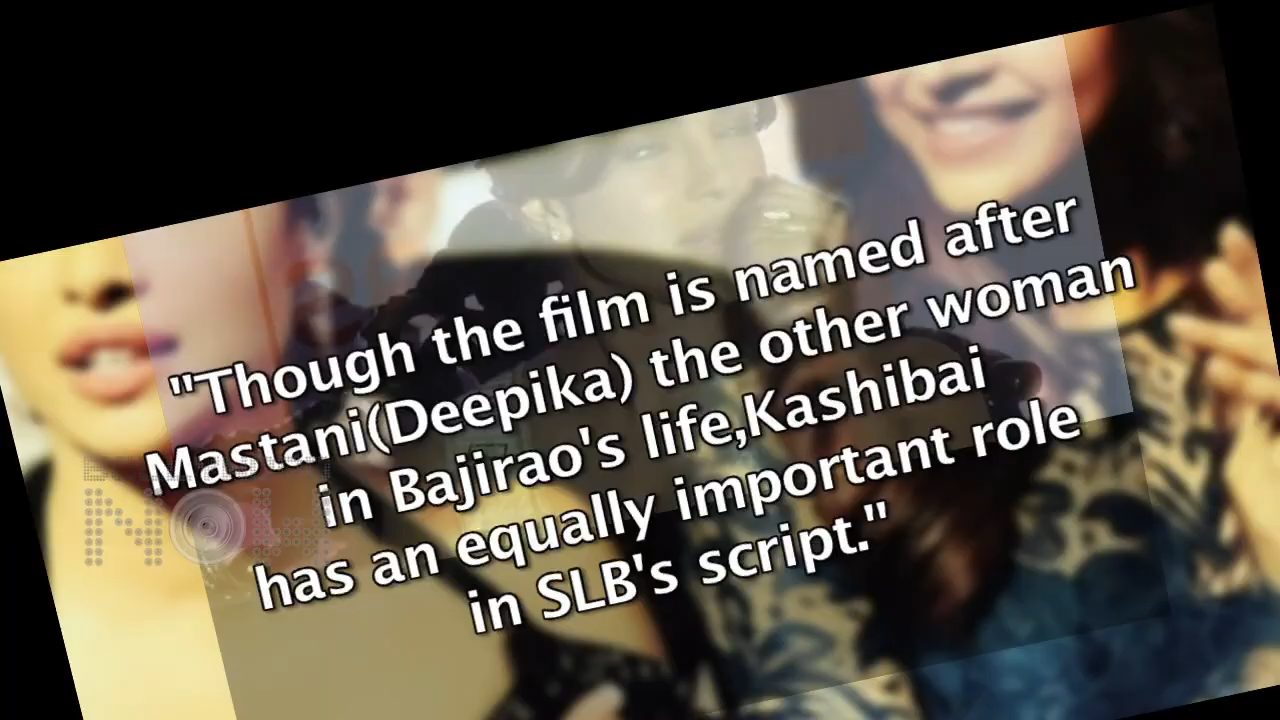 "Though the film is named after
Mastani(Deepika) the other woman
in Bajirao's life,Kashibai
has an equally important role
in SLB's script."